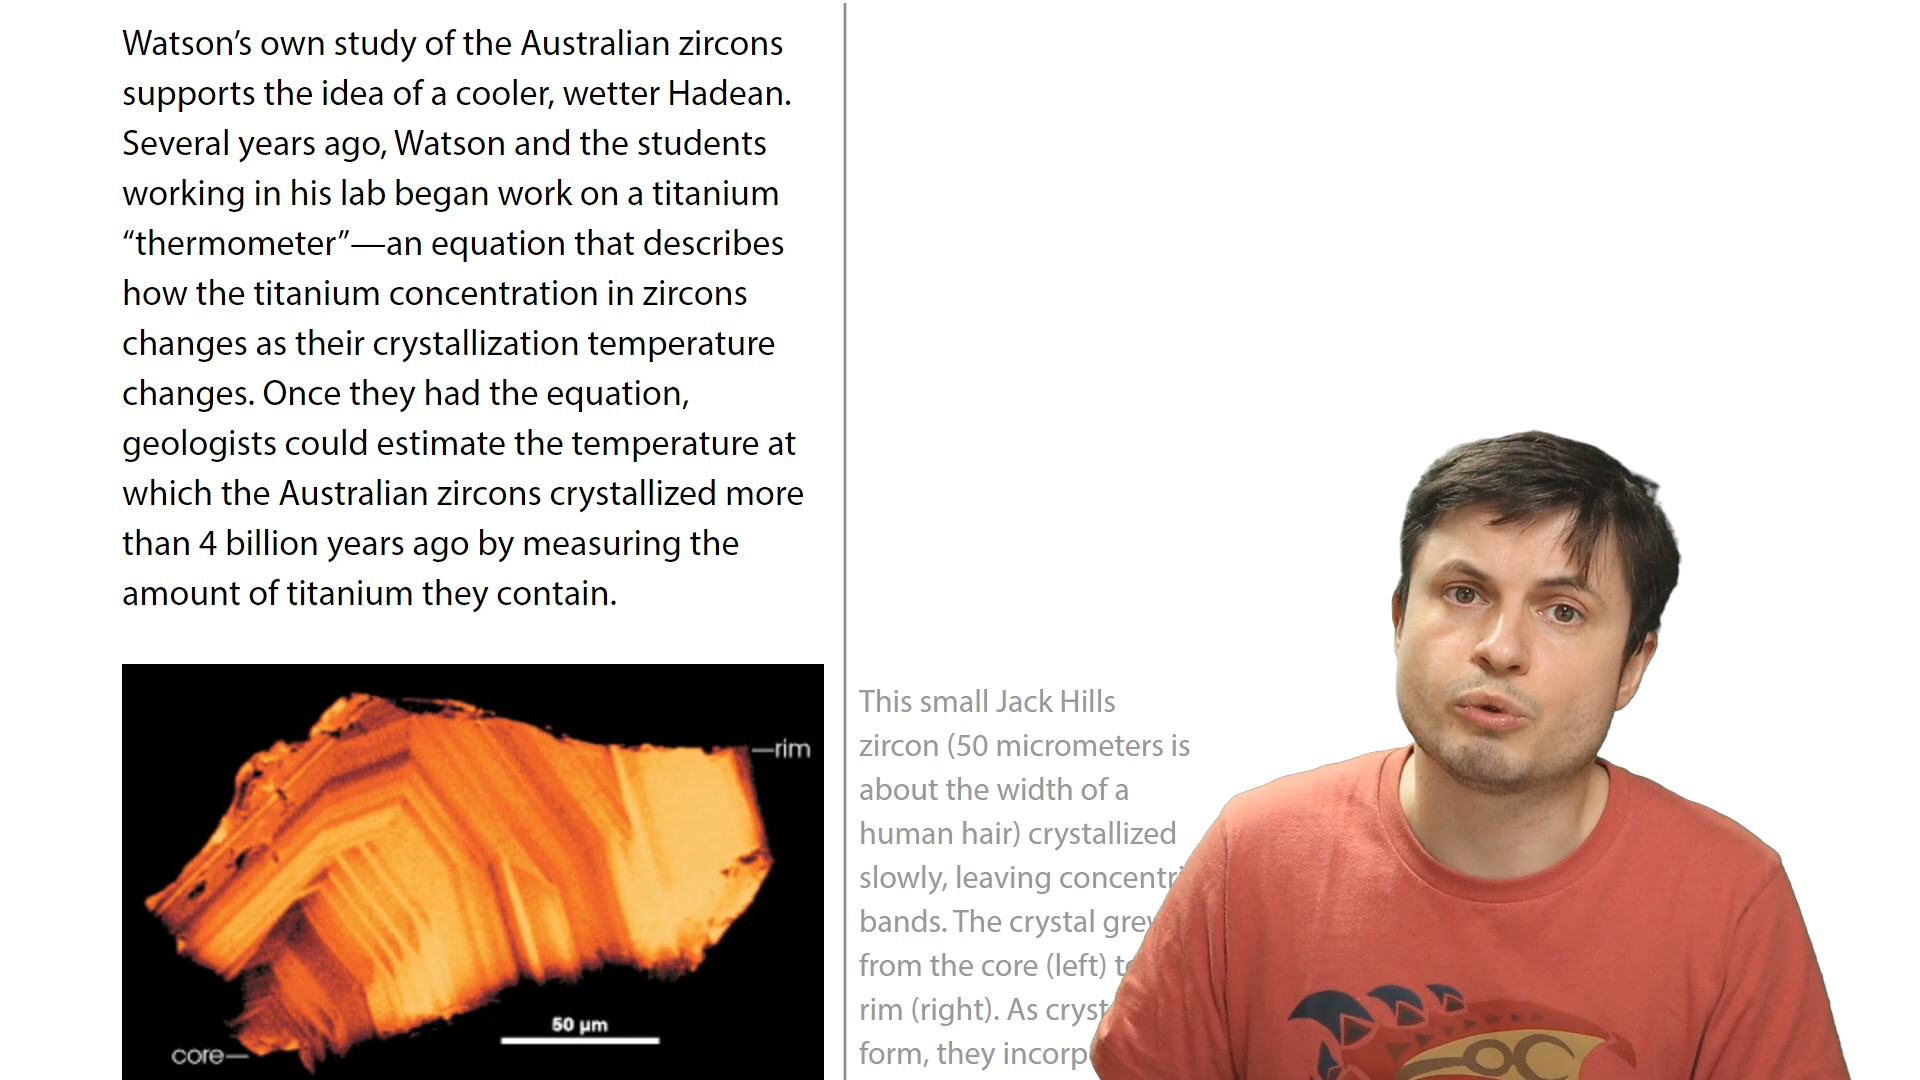 Watson’s own study of the Australian zircons
supports the idea of a cooler, wetter Hadean.
Several years ago, Watson and the students
working in his lab began work on a titanium
“thermometer”—an equation that describes
how the titanium concentration in zircons
changes as their crystallization temperature
changes. Once they had the equation,
geologists could estimate the temperature at
which the Australian zircons crystallized more
than 4 billion years ago by measuring the
amount of titanium they contain.
rim
50 μm
core
This small Jack Hills
zircon (50 micrometers is
about the width of a
human hair) crystallized
slowly, leaving
bands. The crystal
from the core (left)
rim (right). As
form, they